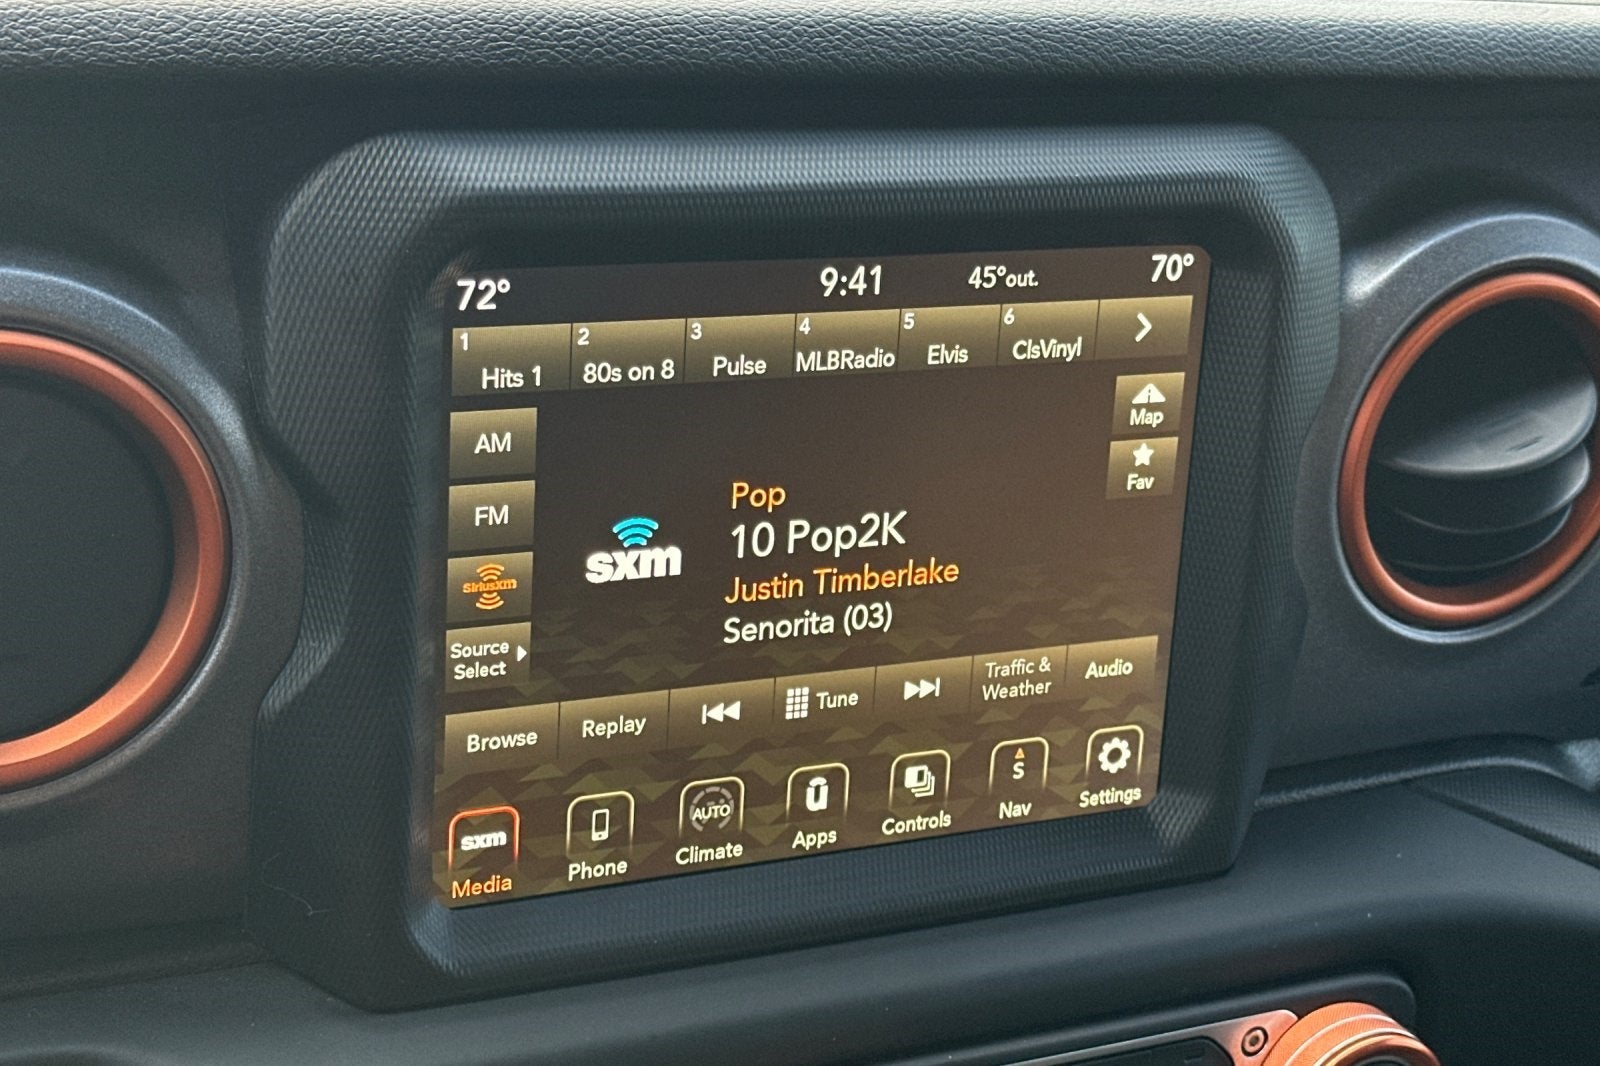 72° 9:41 45°out. 70°
1 Hits 1
2 80s on 8
3 Pulse
4 MLBRadio
5 Elvis
6 ClsVinyl
AM
FM
SiriusXM
Source
Select
Map
Fav
sxm
Pop
10 Pop2K
Justin Timberlake
Senorita (03)
Browse
Replay
Tune
Traffic &
Weather
Audio
sxm
Media
Phone
AUTO
Climate
Apps
Controls
S
Nav
Settings